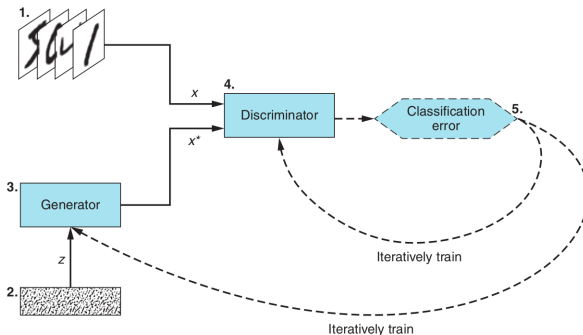 1.
x
4.
Discriminator
Classification
error
5.
x*
3.
Generator
z
2.
Iteratively train
Iteratively train